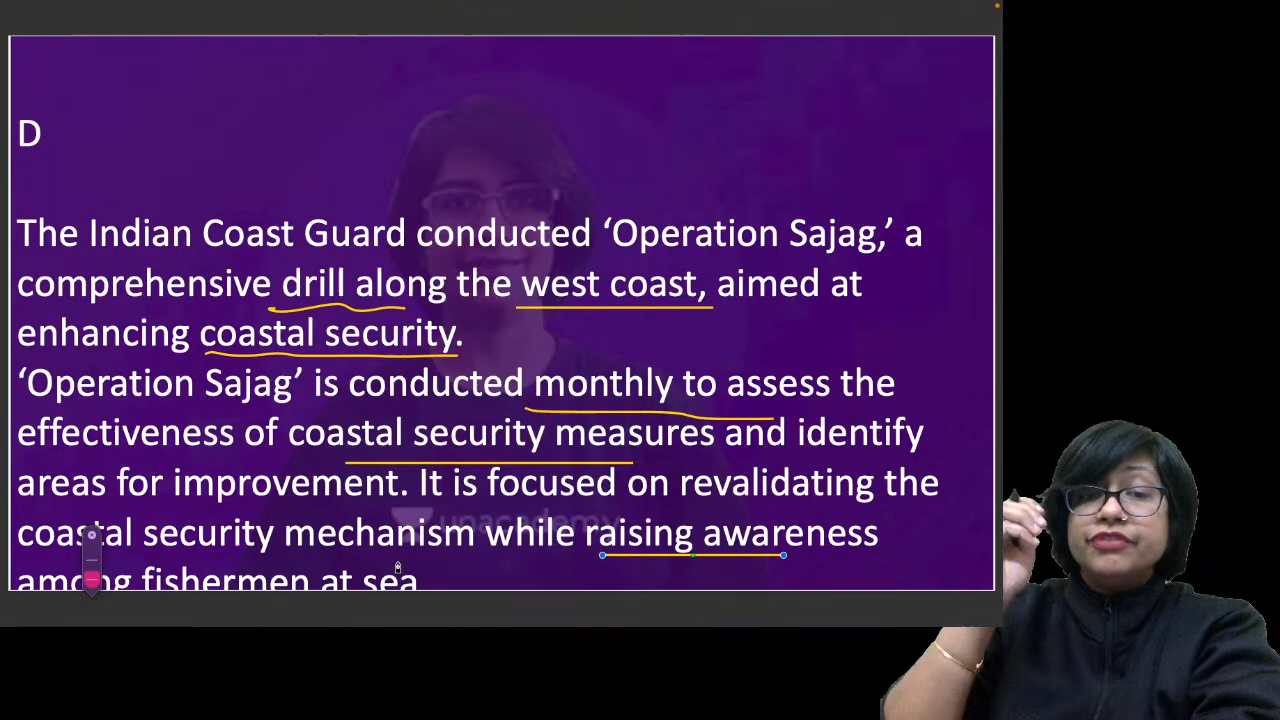 D
The Indian Coast Guard conducted ‘Operation Sajag,’ a
comprehensive drill along the west coast, aimed at
enhancing coastal security.
‘Operation Sajag’ is conducted monthly to assess the
effectiveness of coastal security measures and identify
areas for improvement. It is focused on revalidating the
coastal security mechanism while raising awareness
among fishermen at sea
unacademy